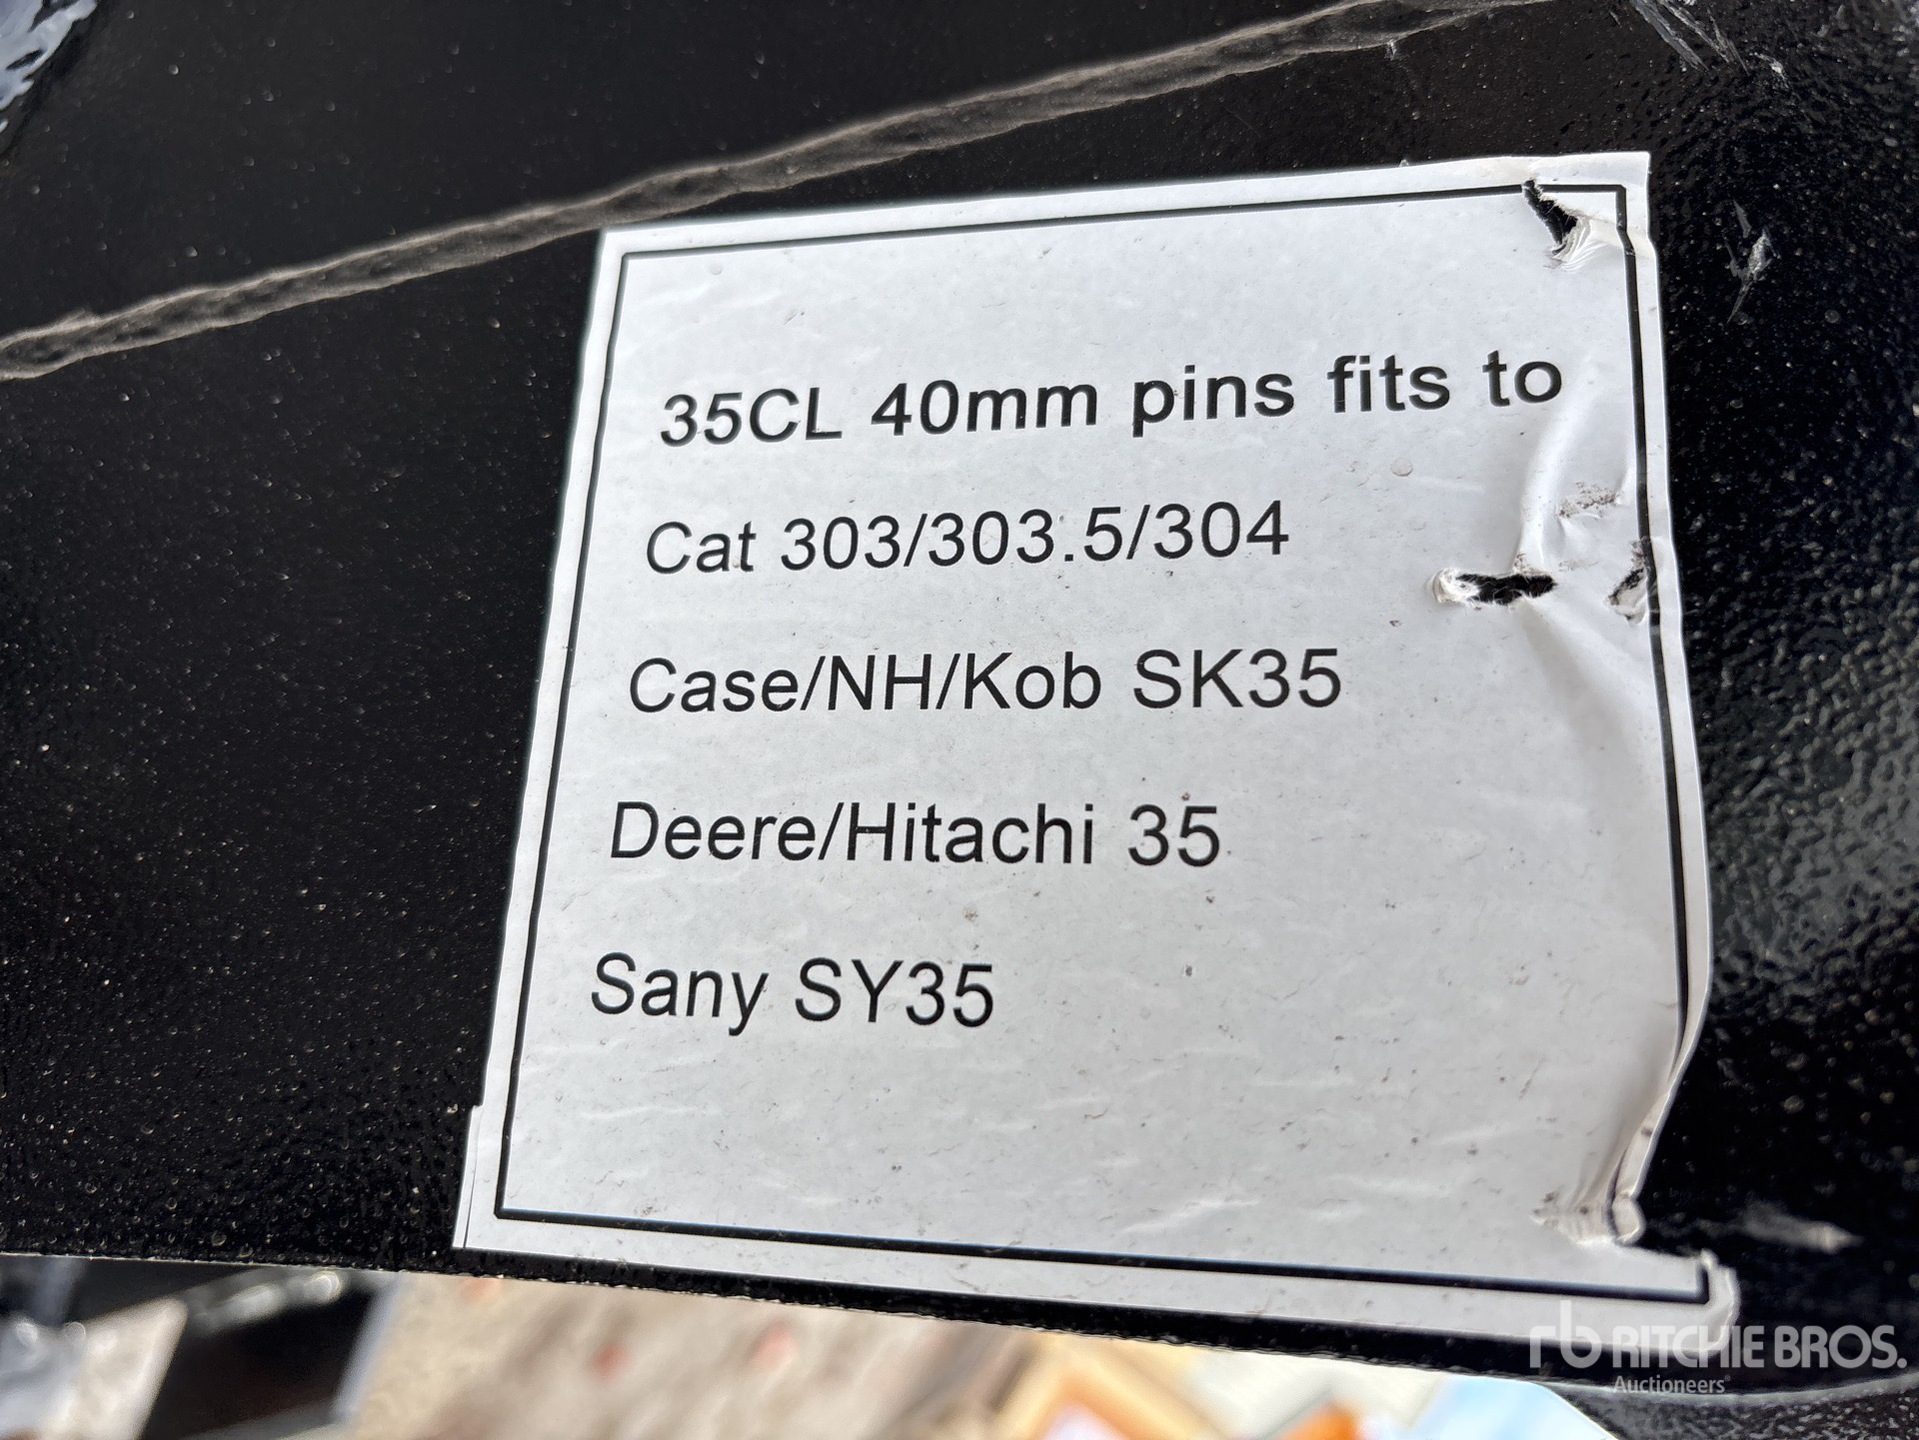 35CL 40mm pins fits to
Cat 303/303.5/304
Case/NH/Kob SK35
Deere/Hitachi 35
Sany SY35
rb RITCHIE BROS.
Auctioneers